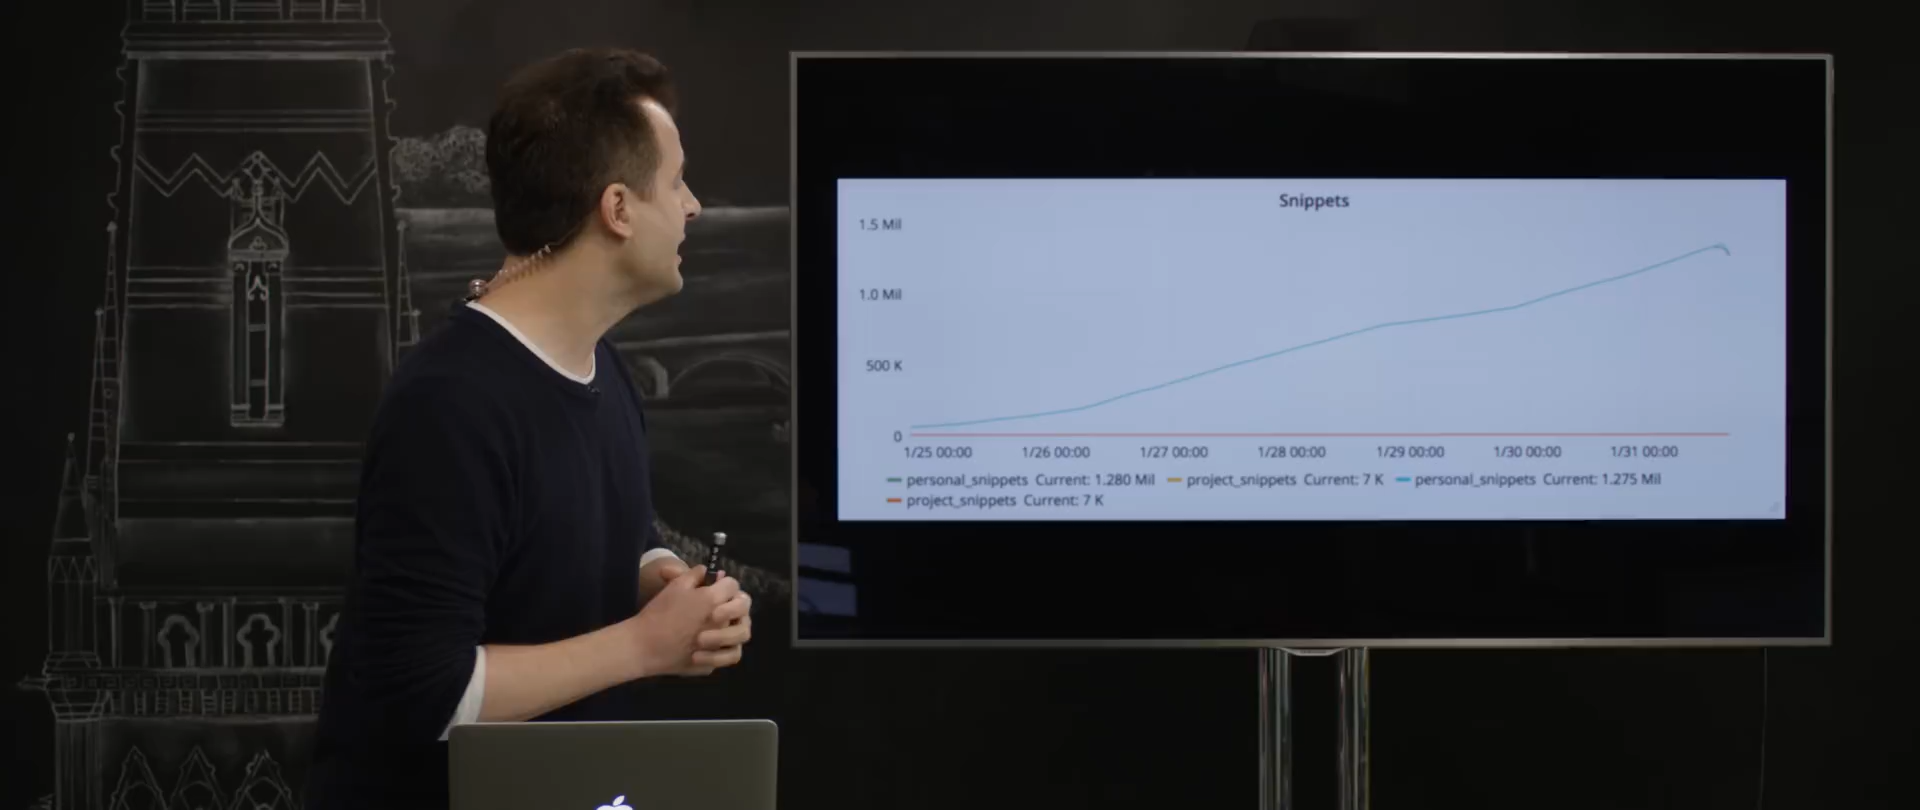 Snippets
1.5 Mil
1.0 Mil
500 K
0
1/25 00:00 1/26 00:00 1/27 00:00 1/28 00:00 1/29 00:00 1/30 00:00 1/31 00:00
personal_snippets Current: 1.280 Mil project_snippets Current: 7 K personal_snippets Current: 1.275 Mil
project_snippets Current: 7 K